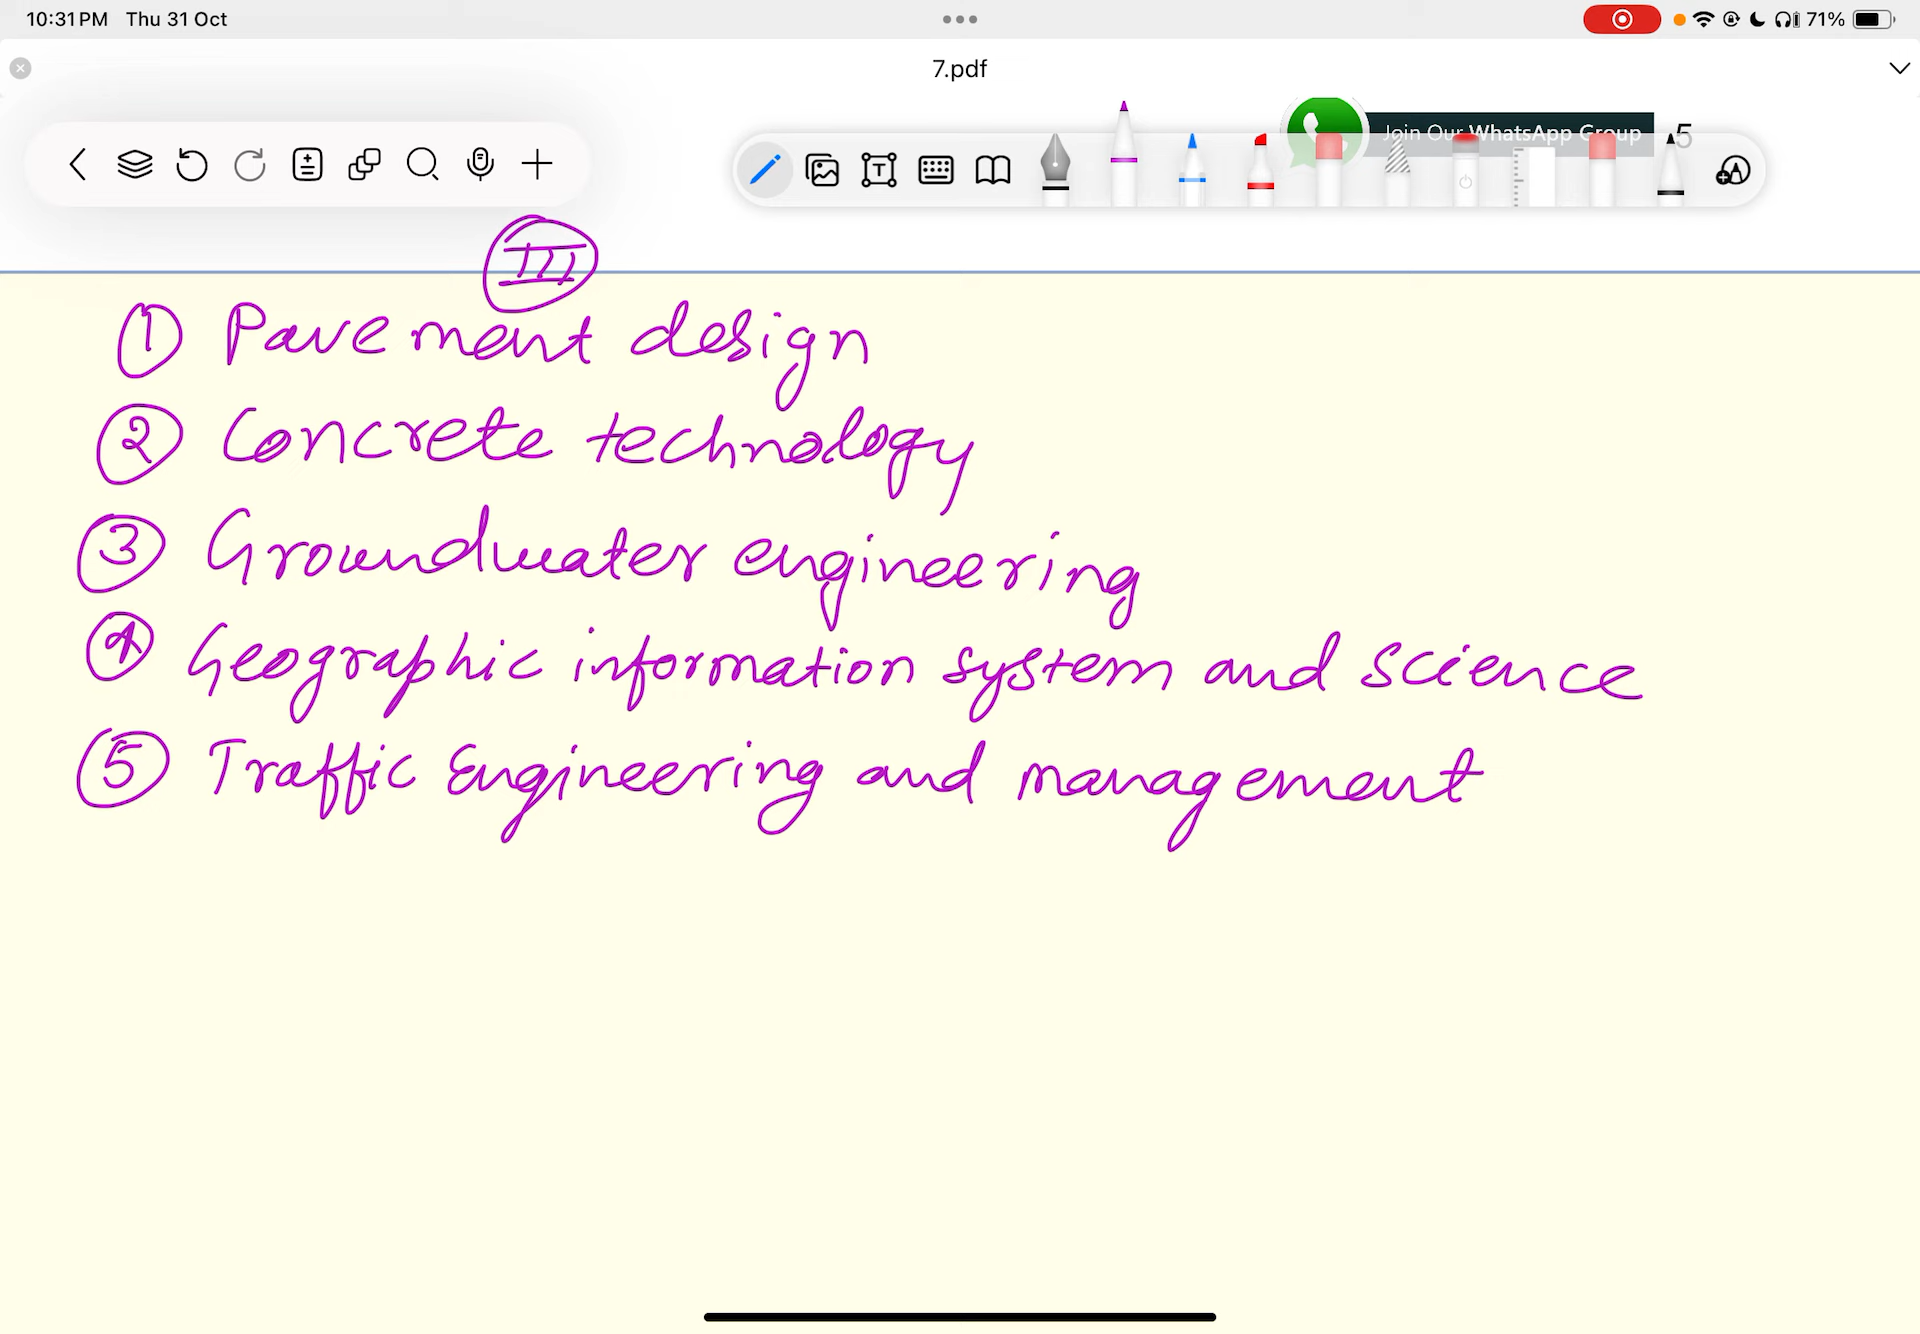 10:31 PM Thu 31 Oct
71%
7.pdf
Join Our WhatsApp Group
5
III
① Pavement design
② Concrete technology
③ Groundwater engineering
④ Geographic information system and science
⑤ Traffic Engineering and management